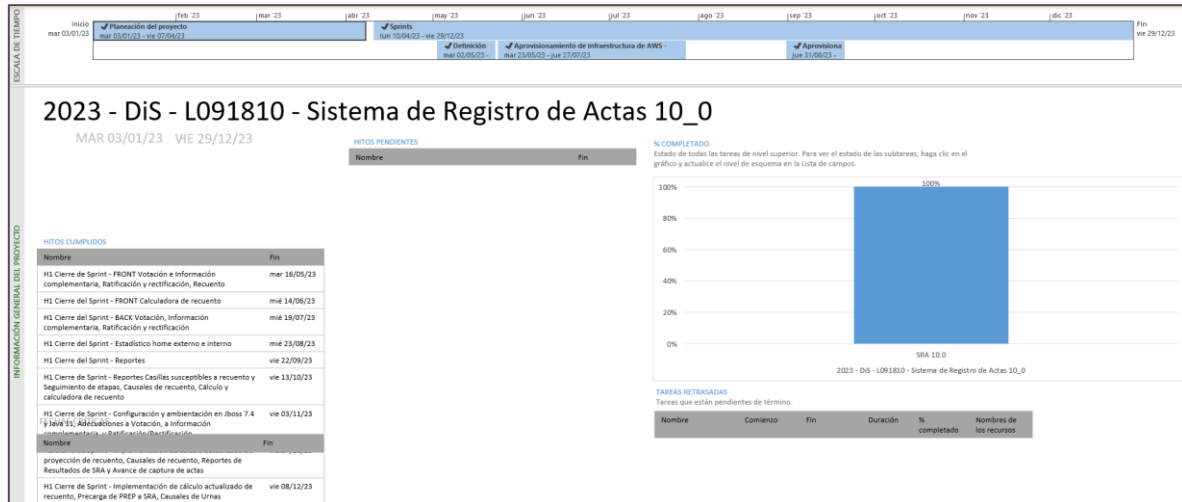 ESCALA DE TIEMPO
feb '23 mar '23 abr '23 may '23 jun '23 jul '23 ago '23 sep '23 oct '23 nov '23 dic '23
Inicio
mar 03/01/23
Planeación del proyecto
mar 03/01/23 - vie 07/04/23
Sprints
lun 10/04/23 - vie 29/12/23
Definición
mar 02/05/23 -
Aprovisionamiento de infraestructura de AWS -
mar 23/05/23 - jue 27/07/23
Aprovisiona
jue 31/08/23 -
Fin
vie 29/12/23
INFORMACIÓN GENERAL DEL PROYECTO
2023 - DiS - L091810 - Sistema de Registro de Actas 10_0
MAR 03/01/23 VIE 29/12/23
HITOS PENDIENTES
Nombre Fin
HITOS CUMPLIDOS
Nombre Fin
H1 Cierre de Sprint - FRONT Votación e Información mar 16/05/23
complementaria, Ratificación y rectificación, Recuento
H1 Cierre del Sprint - FRONT Calculadora de recuento mié 14/06/23
H1 Cierre del Sprint - BACK Votación, Información mié 19/07/23
complementaria, Ratificación y rectificación
H1 Cierre del Sprint - Estadístico home externo e interno mié 23/08/23
H1 Cierre del Sprint - Reportes vie 22/09/23
H1 Cierre del Sprint - Reportes Casillas susceptibles a recuento y vie 13/10/23
Seguimiento de etapas, Causales de recuento, Cálculo y
calculadora de recuento
H1 Cierre del Sprint - Configuración y ambientación en Jboss 7.4 vie 03/11/23
y Java 11, Adecuaciones a Votación, a Información
complementaria, y Ratificación/Rectificación
FECHAS CRÍTICAS
Nombre Fin
proyección de recuento, Causales de recuento, Reportes de
Resultados de SRA y Avance de captura de actas
H1 Cierre del Sprint - Implementación de cálculo actualizado de vie 08/12/23
recuento, Precarga de PREP a SRA, Causales de Urnas
% COMPLETADO
Estado de todas las tareas de nivel superior. Para ver el estado de las subtareas, haga clic en el
gráfico y actualice el nivel de esquema en la Lista de campos.
100%
100%
80%
60%
40%
20%
0%
SRA 10.0
2023 - DiS - L091810 - Sistema de Registro de Actas 10_0
TAREAS RETRASADAS
Tareas que están pendientes de término.
Nombre Comienzo Fin Duración % completado Nombres de los recursos